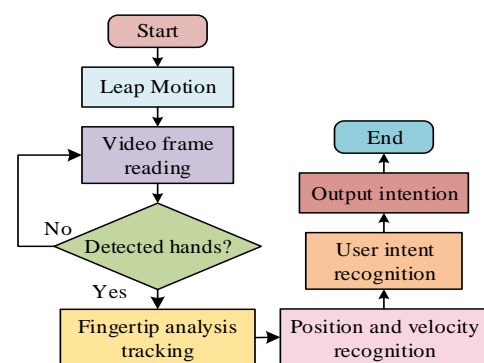 Start
Leap Motion
Video frame
reading
Detected hands?
No
Yes
Fingertip analysis
tracking
Position and velocity
recognition
User intent
recognition
Output intention
End